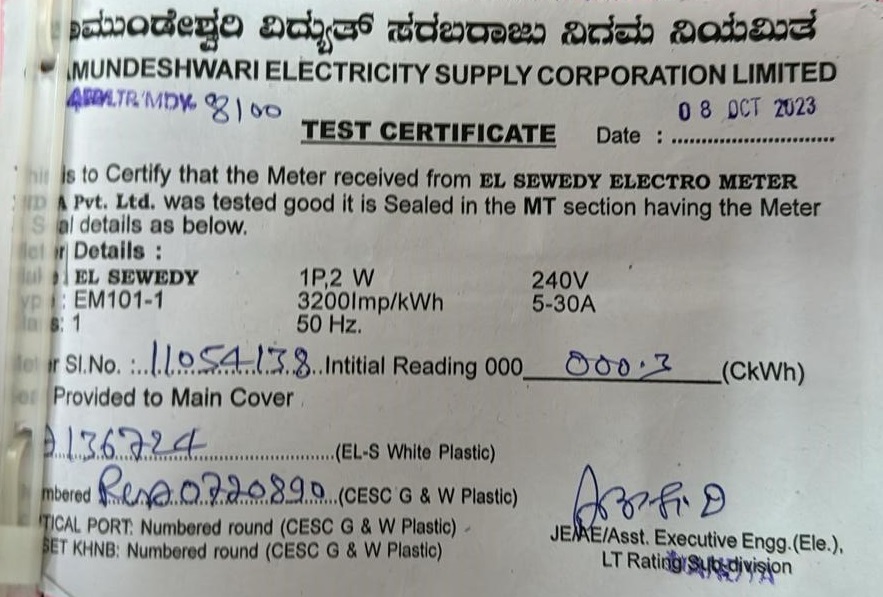 ಾಮುಂಡೇಶ್ವರಿ ವಿದ್ಯುತ್ ಸರಬರಾಜು ನಿಗಮ ನಿಯಮಿತ
AMUNDESHWARI ELECTRICITY SUPPLY CORPORATION LIMITED
8100
08 OCT 2023
TEST CERTIFICATE Date :
is to Certify that the Meter received from EL SEWEDY ELECTRO METER
A Pvt. Ltd. was tested good it is Sealed in the MT section having the Meter
al details as below.
r Details :
EL SEWEDY 1P,2 W 240V
: EM101-1 3200Imp/kWh 5-30A
s: 1 50 Hz.
r Sl.No. : 11054138 Intitial Reading 000 000.3 (CkWh)
Provided to Main Cover
136724 (EL-S White Plastic)
mbered 0720890 (CESC G & W Plastic)
TICAL PORT: Numbered round (CESC G & W Plastic)
SET KHNB: Numbered round (CESC G & W Plastic)
JE/AE/Asst. Executive Engg.(Ele.),
LT Rating Sub-division